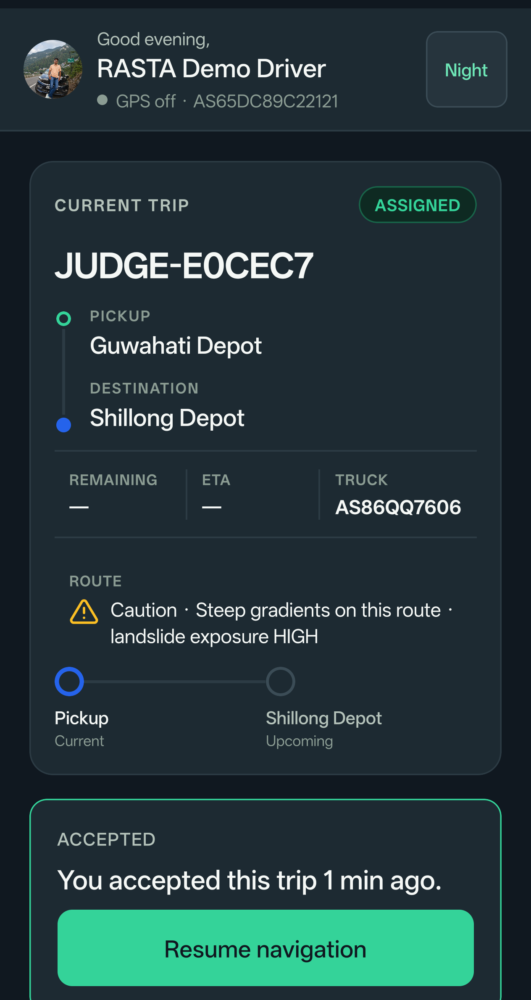 Good evening,
RASTA Demo Driver
GPS off · AS65DC89C22121
Night
CURRENT TRIP
ASSIGNED
JUDGE-E0CEC7
PICKUP
Guwahati Depot
DESTINATION
Shillong Depot
REMAINING
—
ETA
—
TRUCK
AS86QQ7606
ROUTE
Caution · Steep gradients on this route ·
landslide exposure HIGH
Pickup
Current
Shillong Depot
Upcoming
ACCEPTED
You accepted this trip 1 min ago.
Resume navigation